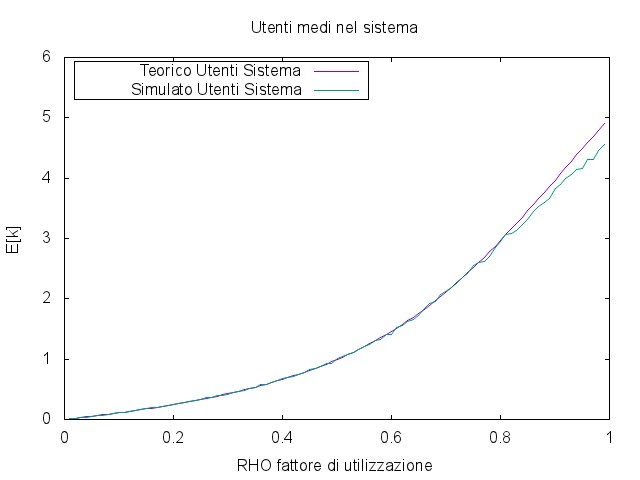 Utenti medi nel sistema
Teorico Utenti Sistema
Simulato Utenti Sistema
6
5
4
3
2
1
0
E[k]
0 0.2 0.4 0.6 0.8 1
RHO fattore di utilizzazione